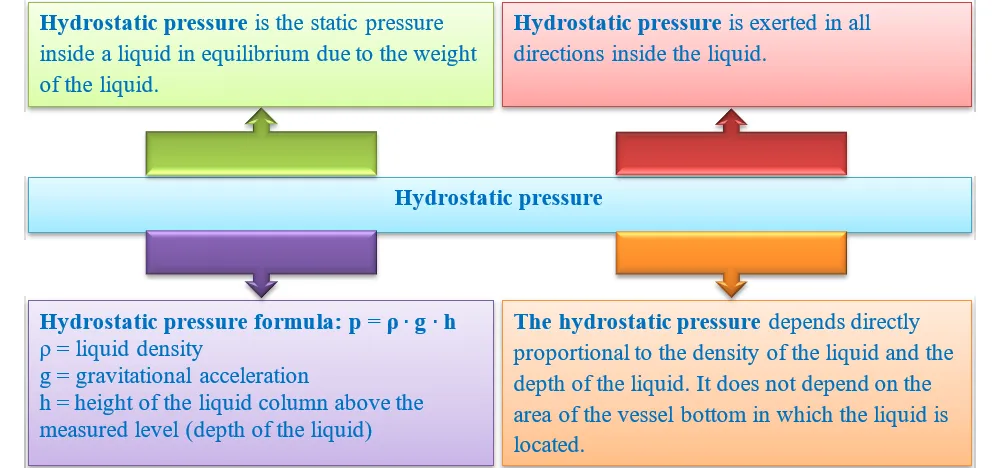 Hydrostatic pressure is the static pressure
inside a liquid in equilibrium due to the weight
of the liquid.
Hydrostatic pressure is exerted in all
directions inside the liquid.
Hydrostatic pressure
Hydrostatic pressure formula: p = ρ · g · h
ρ = liquid density
g = gravitational acceleration
h = height of the liquid column above the
measured level (depth of the liquid)
The hydrostatic pressure depends directly
proportional to the density of the liquid and the
depth of the liquid. It does not depend on the
area of the vessel bottom in which the liquid is
located.